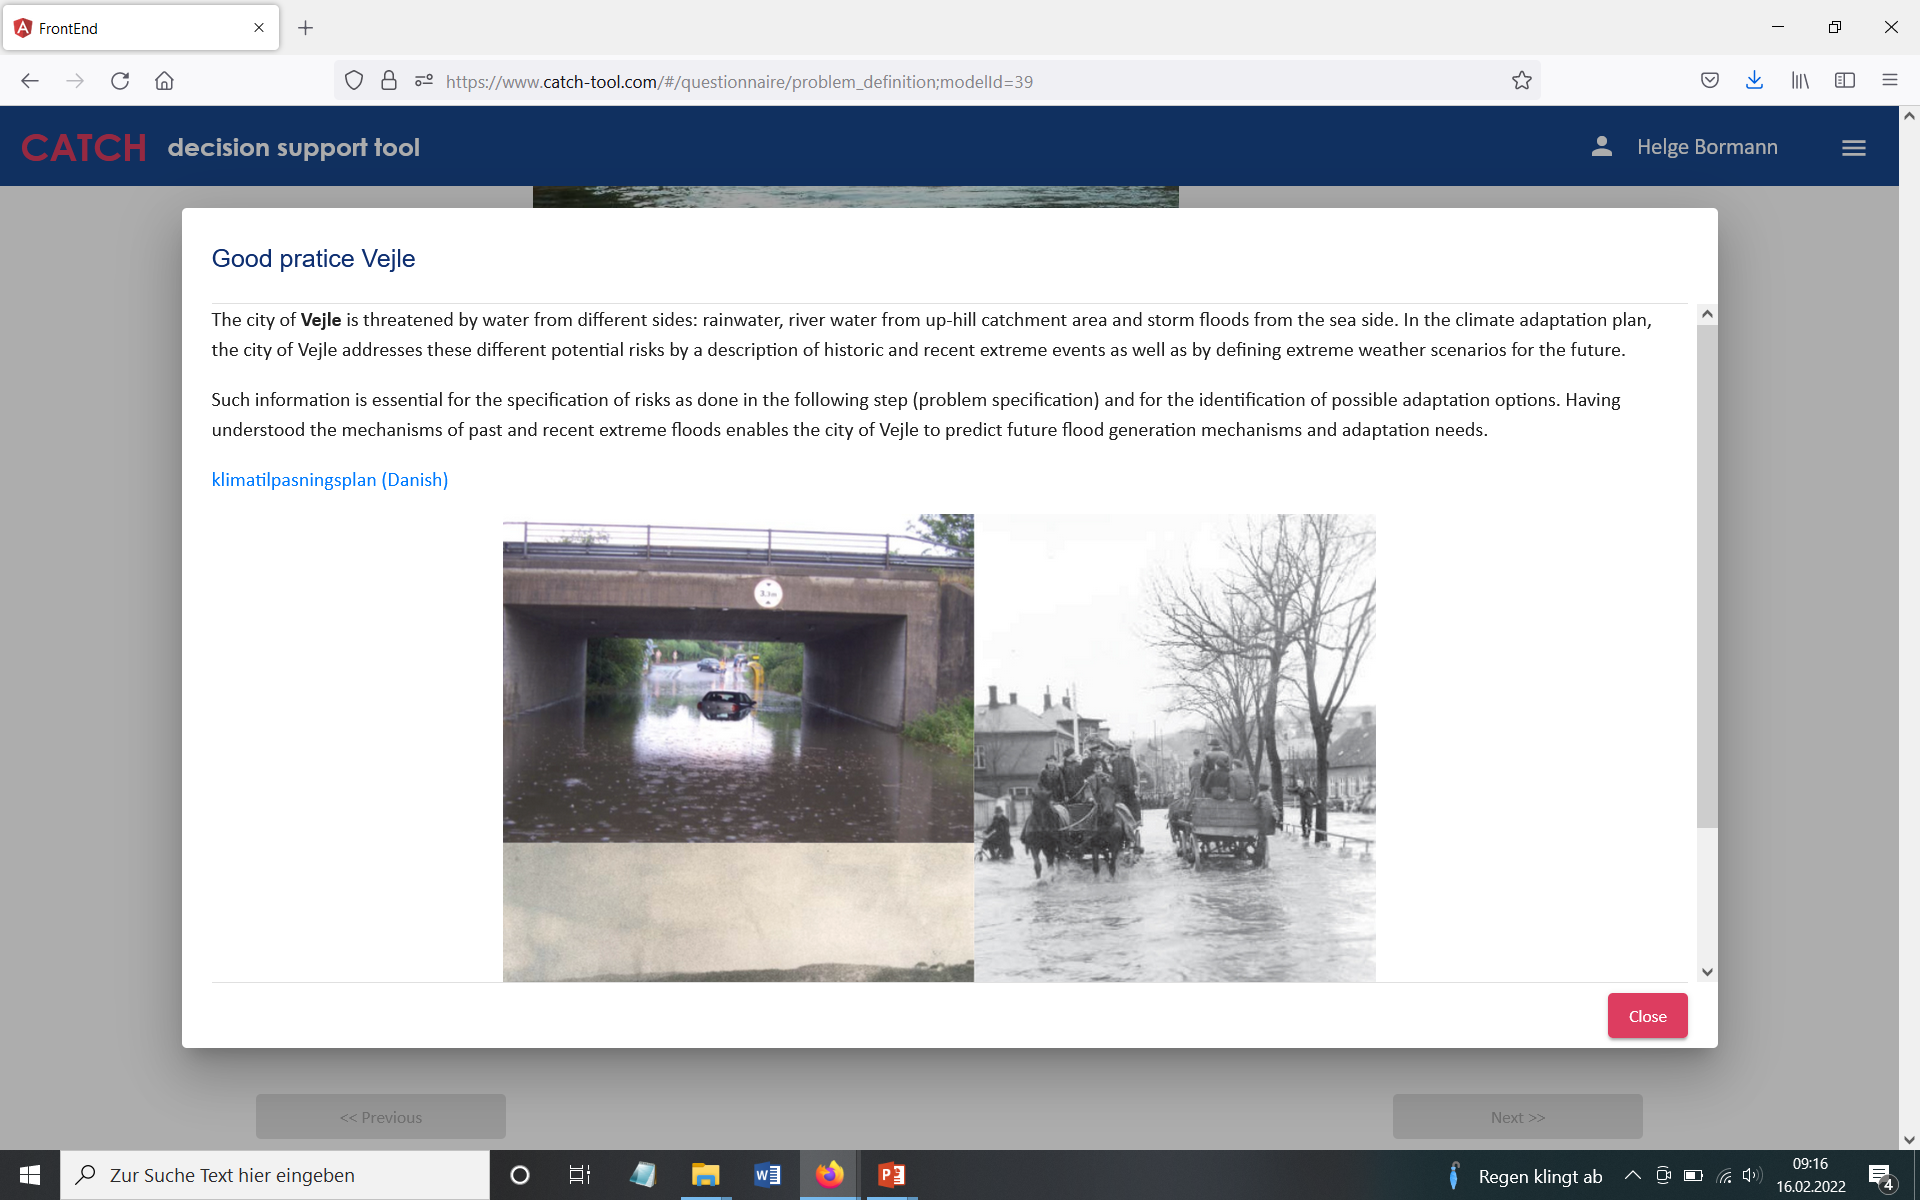 FrontEnd
https://www.catch-tool.com/#/questionnaire/problem_definition;modelId=39
CATCH decision support tool
Helge Bormann
Good pratice Vejle
The city of Vejle is threatened by water from different sides: rainwater, river water from up-hill catchment area and storm floods from the sea side. In the climate adaptation plan,
the city of Vejle addresses these different potential risks by a description of historic and recent extreme events as well as by defining extreme weather scenarios for the future.
Such information is essential for the specification of risks as done in the following step (problem specification) and for the identification of possible adaptation options. Having
understood the mechanisms of past and recent extreme floods enables the city of Vejle to predict future flood generation mechanisms and adaptation needs.
klimatilpasningsplan (Danish)
Close
<< Previous
Next >>
Zur Suche Text hier eingeben
Regen klingt ab
09:16
16.02.2022
4